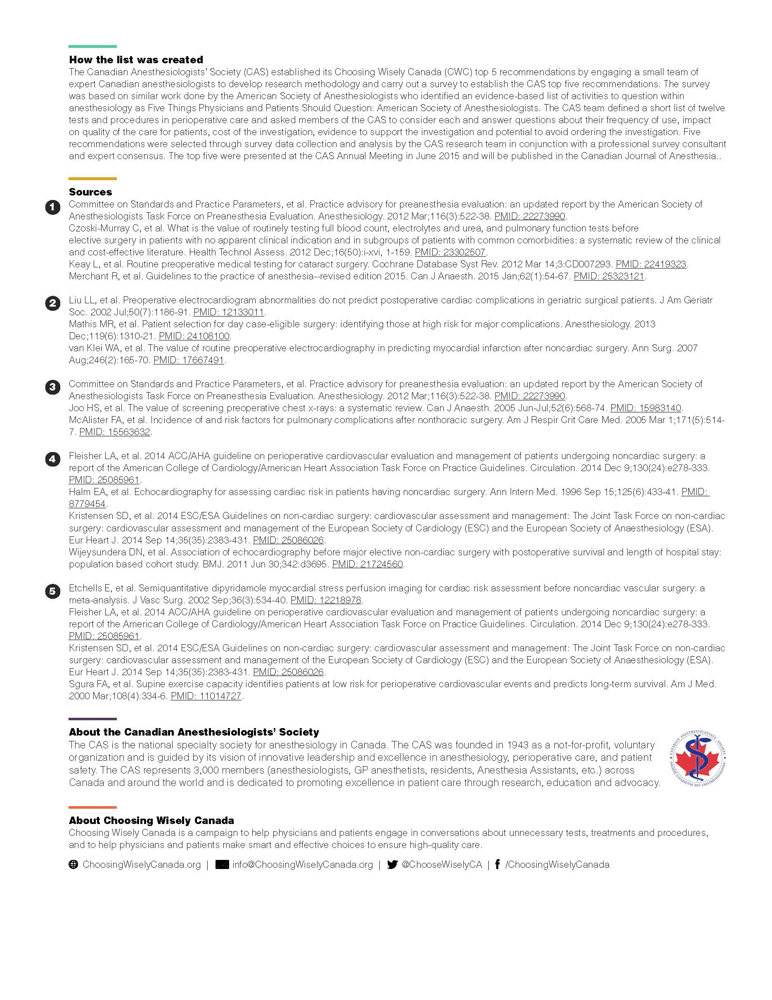 How the list was created
The Canadian Anesthesiologists’ Society (CAS) established its Choosing Wisely Canada (CWC) top 5 recommendations by engaging a small team of
expert Canadian anesthesiologists to develop research methodology and carry out a survey to establish the CAS top five recommendations. The survey
was based on similar work done by the American Society of Anesthesiologists who identified an evidence-based list of activities to question within
anesthesiology as Five Things Physicians and Patients Should Question: American Society of Anesthesiologists. The CAS team defined a short list of twelve
tests and procedures in perioperative care and asked members of the CAS to consider each and answer questions about their frequency of use, impact
on quality of the care for patients, cost of the investigation, evidence to support the investigation and potential to avoid ordering the investigation. Five
recommendations were selected through survey data collection and analysis by the CAS research team in conjunction with a professional survey consultant
and expert consensus. The top five were presented at the CAS Annual Meeting in June 2015 and will be published in the Canadian Journal of Anesthesia..
Sources
1 Committee on Standards and Practice Parameters, et al. Practice advisory for preanesthesia evaluation: an updated report by the American Society of
Anesthesiologists Task Force on Preanesthesia Evaluation. Anesthesiology. 2012 Mar;116(3):522-38. PMID: 22273990.
Czoski-Murray C, et al. What is the value of routinely testing full blood count, electrolytes and urea, and pulmonary function tests before
elective surgery in patients with no apparent clinical indication and in subgroups of patients with common comorbidities: a systematic review of the clinical
and cost-effective literature. Health Technol Assess. 2012 Dec;16(50):i-xvi, 1-159. PMID: 23302507.
Keay L, et al. Routine preoperative medical testing for cataract surgery. Cochrane Database Syst Rev. 2012 Mar 14;3:CD007293. PMID: 22419323.
Merchant R, et al. Guidelines to the practice of anesthesia--revised edition 2015. Can J Anaesth. 2015 Jan;62(1):54-67. PMID: 25323121.
2 Liu LL, et al. Preoperative electrocardiogram abnormalities do not predict postoperative cardiac complications in geriatric surgical patients. J Am Geriatr
Soc. 2002 Jul;50(7):1186-91. PMID: 12133011.
Mathis MR, et al. Patient selection for day case-eligible surgery: identifying those at high risk for major complications. Anesthesiology. 2013
Dec;119(6):1310-21. PMID: 24108100.
van Klei WA, et al. The value of routine preoperative electrocardiography in predicting myocardial infarction after noncardiac surgery. Ann Surg. 2007
Aug;246(2):165-70. PMID: 17667491.
3 Committee on Standards and Practice Parameters, et al. Practice advisory for preanesthesia evaluation: an updated report by the American Society of
Anesthesiologists Task Force on Preanesthesia Evaluation. Anesthesiology. 2012 Mar;116(3):522-38. PMID: 22273990.
Joo HS, et al. The value of screening preoperative chest x-rays: a systematic review. Can J Anaesth. 2005 Jun-Jul;52(6):568-74. PMID: 15983140.
McAlister FA, et al. Incidence of and risk factors for pulmonary complications after nonthoracic surgery. Am J Respir Crit Care Med. 2005 Mar 1;171(5):514-
7. PMID: 15563632.
4 Fleisher LA, et al. 2014 ACC/AHA guideline on perioperative cardiovascular evaluation and management of patients undergoing noncardiac surgery: a
report of the American College of Cardiology/American Heart Association Task Force on Practice Guidelines. Circulation. 2014 Dec 9;130(24):e278-333.
PMID: 25085961.
Halm EA, et al. Echocardiography for assessing cardiac risk in patients having noncardiac surgery. Ann Intern Med. 1996 Sep 15;125(6):433-41. PMID:
8779454.
Kristensen SD, et al. 2014 ESC/ESA Guidelines on non-cardiac surgery: cardiovascular assessment and management: The Joint Task Force on non-cardiac
surgery: cardiovascular assessment and management of the European Society of Cardiology (ESC) and the European Society of Anaesthesiology (ESA).
Eur Heart J. 2014 Sep 14;35(35):2383-431. PMID: 25086026.
Wijeysundera DN, et al. Association of echocardiography before major elective non-cardiac surgery with postoperative survival and length of hospital stay:
population based cohort study. BMJ. 2011 Jun 30;342:d3695. PMID: 21724560.
5 Etchells E, et al. Semiquantitative dipyridamole myocardial stress perfusion imaging for cardiac risk assessment before noncardiac vascular surgery: a
meta-analysis. J Vasc Surg. 2002 Sep;36(3):534-40. PMID: 12218978.
Fleisher LA, et al. 2014 ACC/AHA guideline on perioperative cardiovascular evaluation and management of patients undergoing noncardiac surgery: a
report of the American College of Cardiology/American Heart Association Task Force on Practice Guidelines. Circulation. 2014 Dec 9;130(24):e278-333.
PMID: 25085961.
Kristensen SD, et al. 2014 ESC/ESA Guidelines on non-cardiac surgery: cardiovascular assessment and management: The Joint Task Force on non-cardiac
surgery: cardiovascular assessment and management of the European Society of Cardiology (ESC) and the European Society of Anaesthesiology (ESA).
Eur Heart J. 2014 Sep 14;35(35):2383-431. PMID: 25086026.
Sgura FA, et al. Supine exercise capacity identifies patients at low risk for perioperative cardiovascular events and predicts long-term survival. Am J Med.
2000 Mar;108(4):334-6. PMID: 11014727.
About the Canadian Anesthesiologists’ Society
The CAS is the national specialty society for anesthesiology in Canada. The CAS was founded in 1943 as a not-for-profit, voluntary
organization and is guided by its vision of innovative leadership and excellence in anesthesiology, perioperative care, and patient
safety. The CAS represents 3,000 members (anesthesiologists, GP anesthetists, residents, Anesthesia Assistants, etc.) across
Canada and around the world and is dedicated to promoting excellence in patient care through research, education and advocacy.
CANADIAN ANESTHESIOLOGISTS' SOCIETY
SOCIÉTÉ CANADIENNE DES ANESTHÉSIOLOGISTES
About Choosing Wisely Canada
Choosing Wisely Canada is a campaign to help physicians and patients engage in conversations about unnecessary tests, treatments and procedures,
and to help physicians and patients make smart and effective choices to ensure high-quality care.
ChoosingWiselyCanada.org | info@ChoosingWiselyCanada.org | @ChooseWiselyCA | /ChoosingWiselyCanada